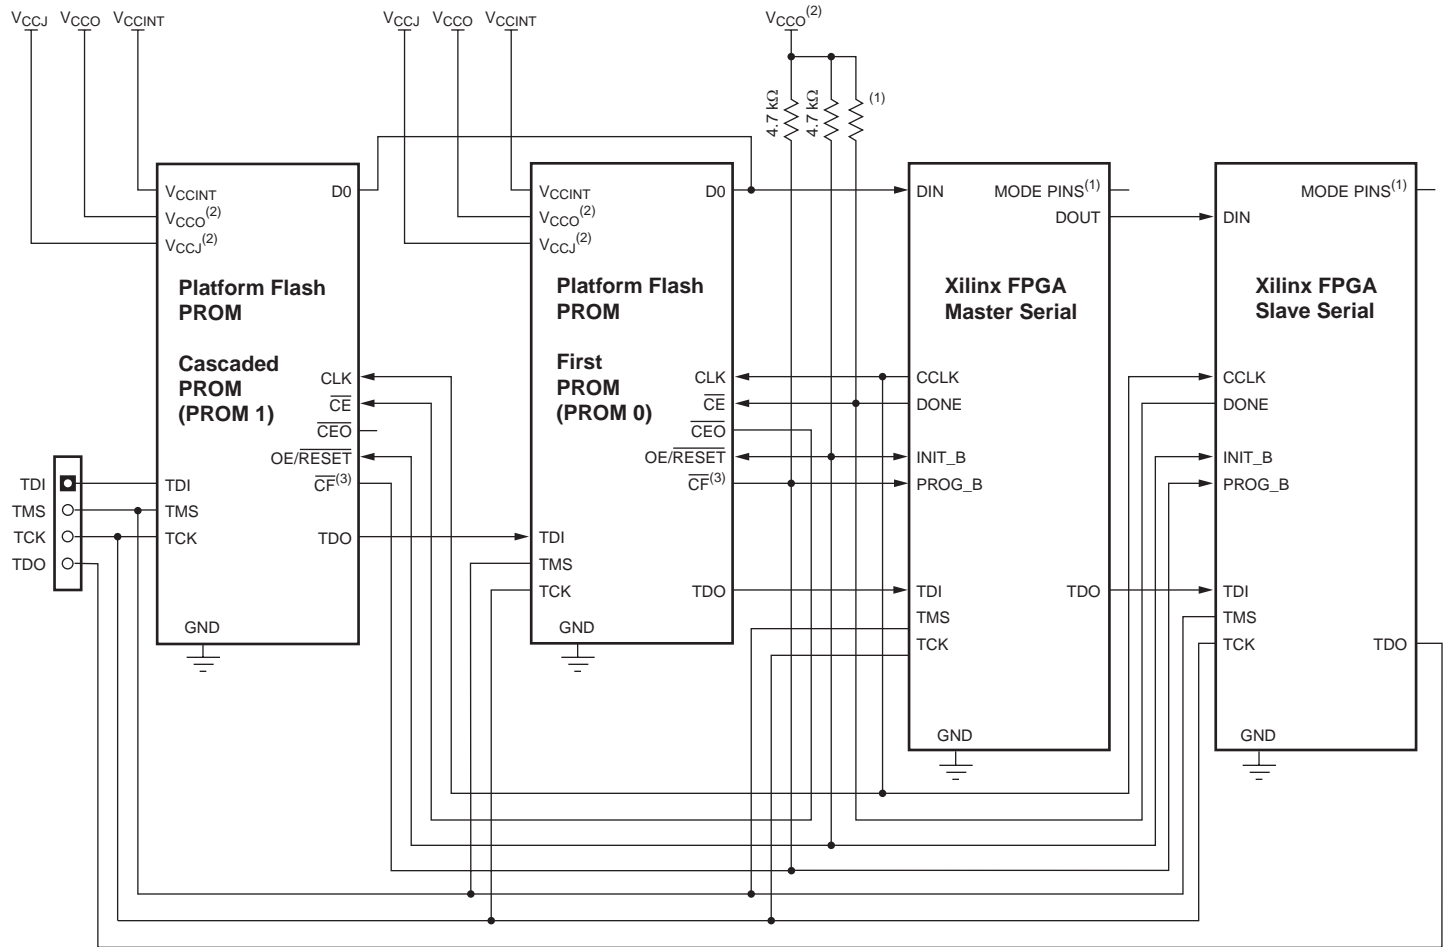 VCCJ VCCO VCCINT
VCCJ VCCO VCCINT
VCCO(2)
4.7 kΩ
4.7 kΩ
(1)
VCCINT
VCCO(2)
VCCJ(2)
D0
Platform Flash
PROM
Cascaded
PROM
(PROM 1)
CLK
CE
CEO
OE/RESET
CF(3)
TDI
TMS
TCK
TDO
GND
TDI
TMS
TCK
TDO
VCCINT
VCCO(2)
VCCJ(2)
D0
Platform Flash
PROM
First
PROM
(PROM 0)
CLK
CE
CEO
OE/RESET
CF(3)
TDI
TMS
TCK
TDO
GND
DIN
MODE PINS(1)
DOUT
Xilinx FPGA
Master Serial
CCLK
DONE
INIT_B
PROG_B
TDI
TMS
TCK
TDO
GND
MODE PINS(1)
DIN
Xilinx FPGA
Slave Serial
CCLK
DONE
INIT_B
PROG_B
TDI
TMS
TCK
TDO
GND